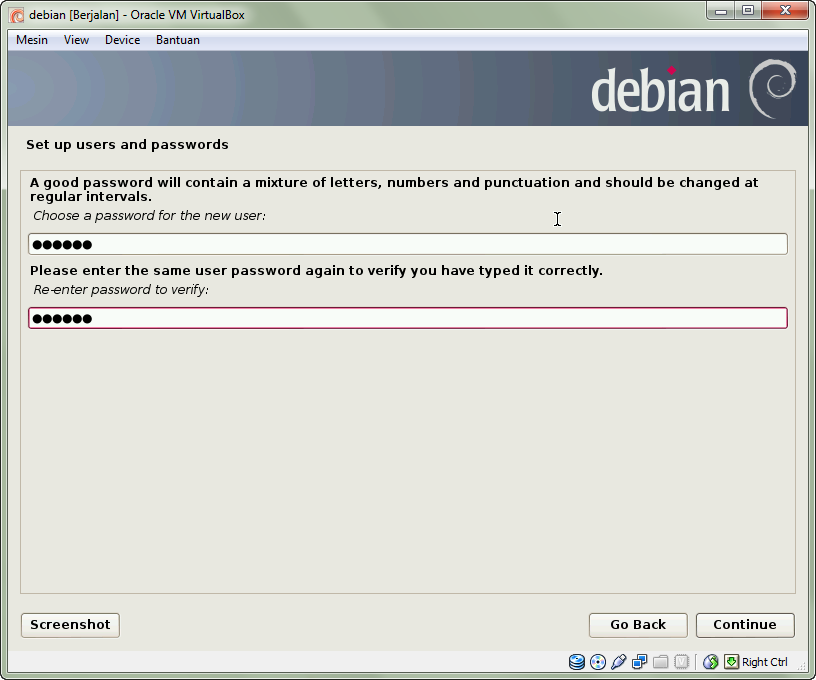 debian [Berjalan] - Oracle VM VirtualBox
Mesin View Device Bantuan
debian
Set up users and passwords
A good password will contain a mixture of letters, numbers and punctuation and should be changed at
regular intervals.
Choose a password for the new user:
●●●●●●
Please enter the same user password again to verify you have typed it correctly.
Re-enter password to verify:
●●●●●●
Screenshot Go Back Continue
Right Ctrl